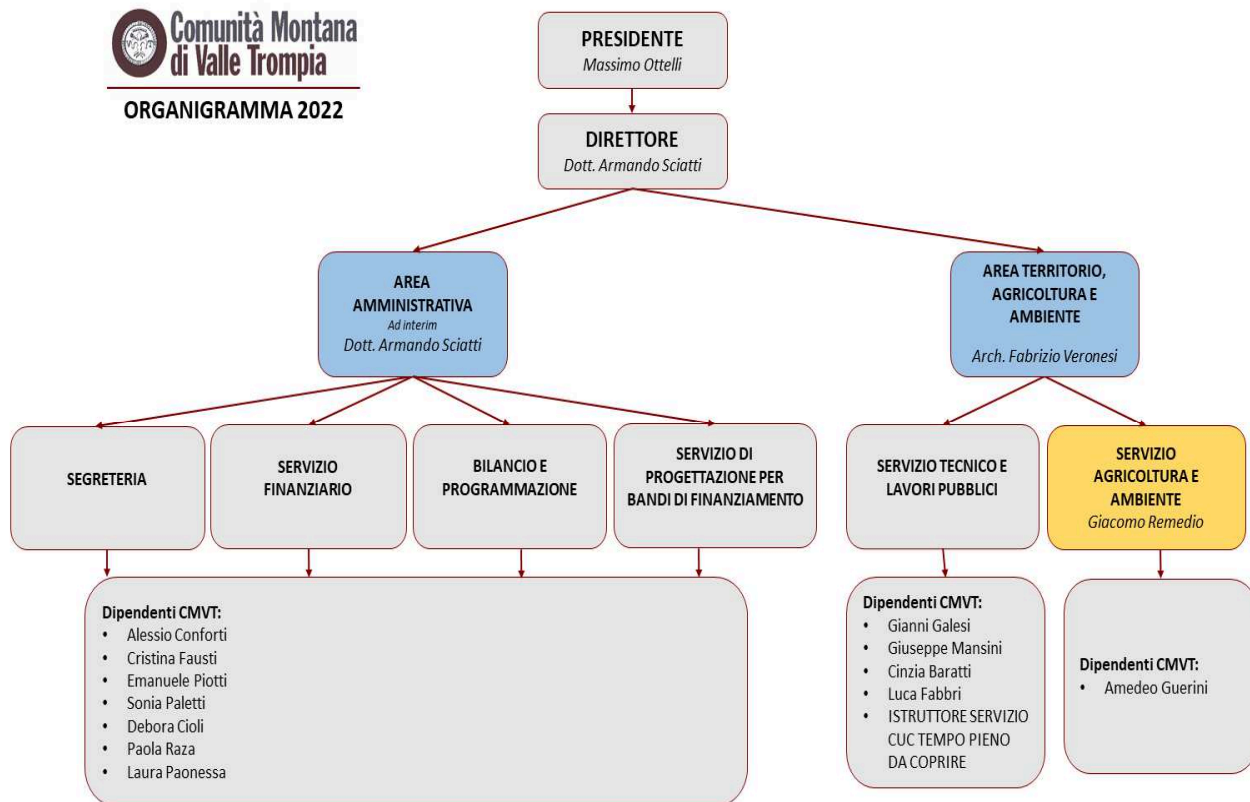 Comunità Montana
di Valle Trompia
ORGANIGRAMMA 2022
PRESIDENTE
Massimo Ottelli
DIRETTORE
Dott. Armando Sciatti
AREA
AMMINISTRATIVA
Ad interim
Dott. Armando Sciatti
AREA TERRITORIO,
AGRICOLTURA E
AMBIENTE
Arch. Fabrizio Veronesi
SEGRETERIA
SERVIZIO
FINANZIARIO
BILANCIO E
PROGRAMMAZIONE
SERVIZIO DI
PROGETTAZIONE PER
BANDI DI FINANZIAMENTO
SERVIZIO TECNICO E
LAVORI PUBBLICI
SERVIZIO
AGRICOLTURA E
AMBIENTE
Giacomo Remedio
Dipendenti CMVT:
• Alessio Conforti
• Cristina Fausti
• Emanuele Piotti
• Sonia Paletti
• Debora Cioli
• Paola Raza
• Laura Paonessa
Dipendenti CMVT:
• Gianni Galesi
• Giuseppe Mansini
• Cinzia Baratti
• Luca Fabbri
• ISTRUTTORE SERVIZIO
CUC TEMPO PIENO
DA COPRIRE
Dipendenti CMVT:
• Amedeo Guerini